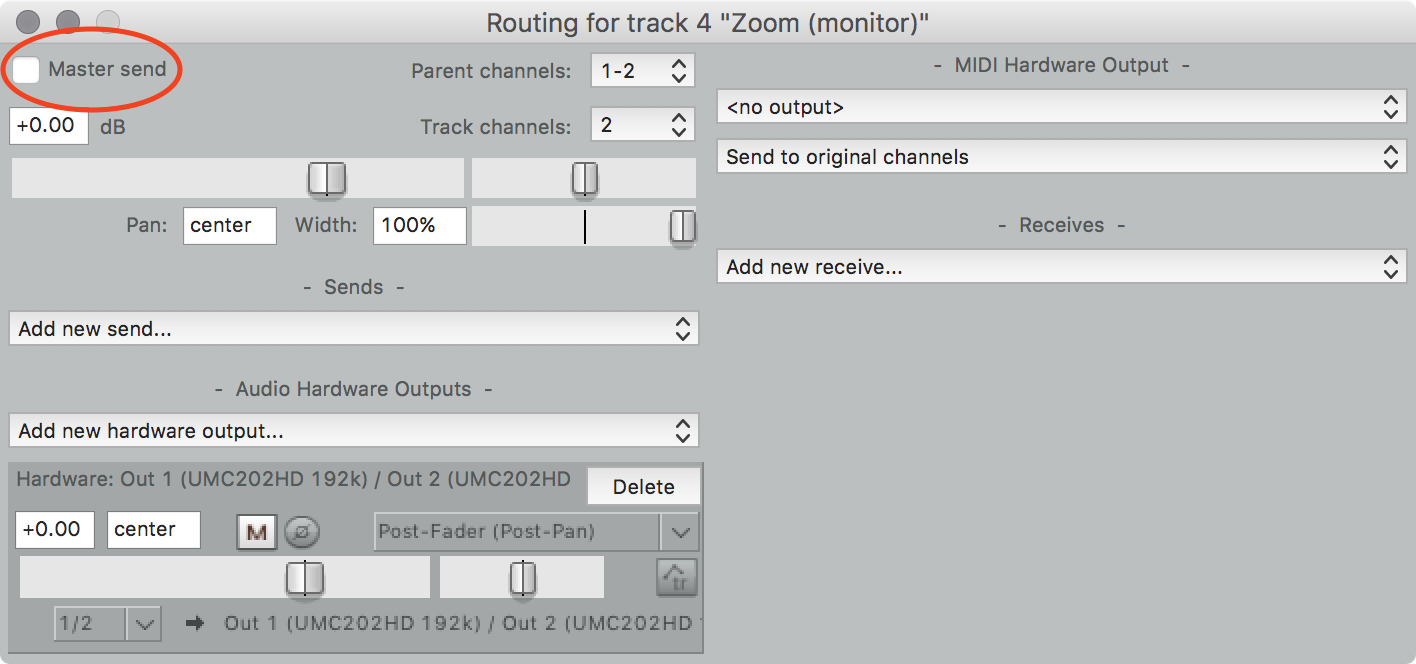 Routing for track 4 "Zoom (monitor)"
Master send
Parent channels: 1-2
+0.00 dB
Track channels: 2
Pan: center Width: 100%
- Sends -
Add new send...
- Audio Hardware Outputs -
Add new hardware output...
Hardware: Out 1 (UMC202HD 192k) / Out 2 (UMC202HD
Delete
+0.00 center M Ø Post-Fader (Post-Pan)
tr
1/2 → Out 1 (UMC202HD 192k) / Out 2 (UMC202HD
- MIDI Hardware Output -
<no output>
Send to original channels
- Receives -
Add new receive...